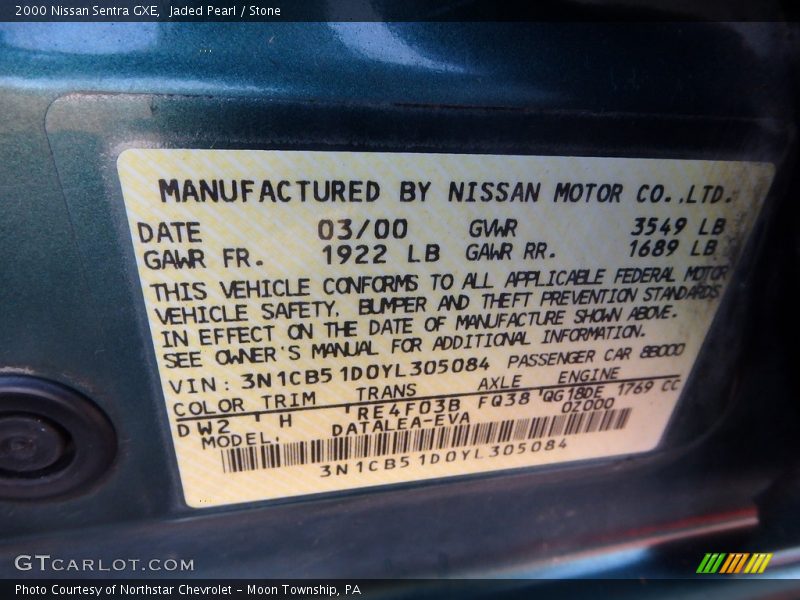 2000 Nissan Sentra GXE, Jaded Pearl / Stone
MANUFACTURED BY NISSAN MOTOR CO.,LTD.
DATE 03/00 GVWR 3549 LB
GAWR FR. 1922 LB GAWR RR. 1689 LB
THIS VEHICLE CONFORMS TO ALL APPLICABLE FEDERAL MOTOR
VEHICLE SAFETY, BUMPER AND THEFT PREVENTION STANDARDS
IN EFFECT ON THE DATE OF MANUFACTURE SHOWN ABOVE.
SEE OWNER'S MANUAL FOR ADDITIONAL INFORMATION.
VIN: 3N1CB51D0YL305084 PASSENGER CAR 88000
COLOR TRIM TRANS AXLE ENGINE
DW2 H RE4F03B FQ38 QG18DE 1769 CC
MODEL: DATALEA-EVA 0Z000
3N1CB51D0YL305084
GTCARLOT.COM
Photo Courtesy of Northstar Chevrolet – Moon Township, PA